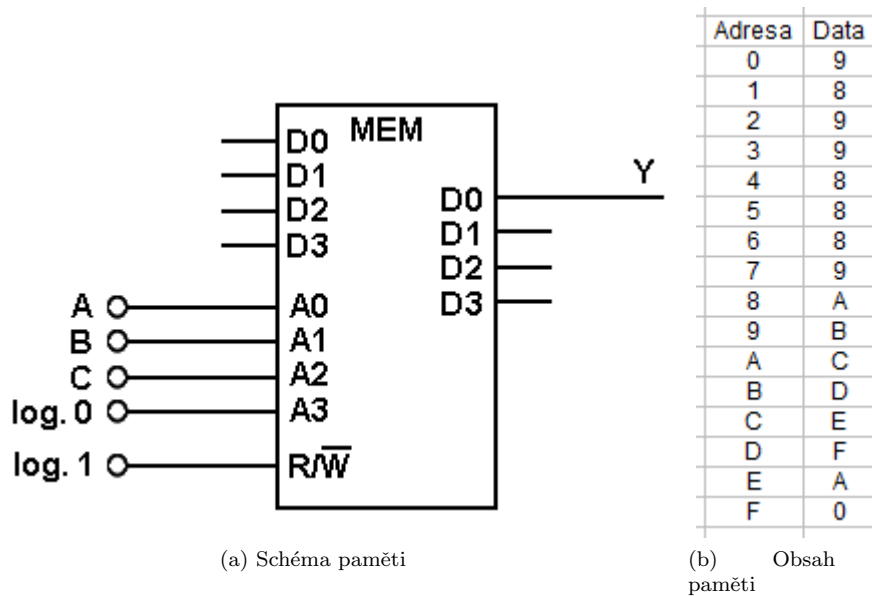 MEM
D0
D1
D2
D3
A A0
B A1
C A2
log. 0 A3
log. 1 R/W̅
D0 Y
D1
D2
D3
(a) Schéma paměti
Adresa Data
0 9
1 8
2 9
3 9
4 8
5 8
6 8
7 9
8 A
9 B
A C
B D
C E
D F
E A
F 0
(b) Obsah
paměti